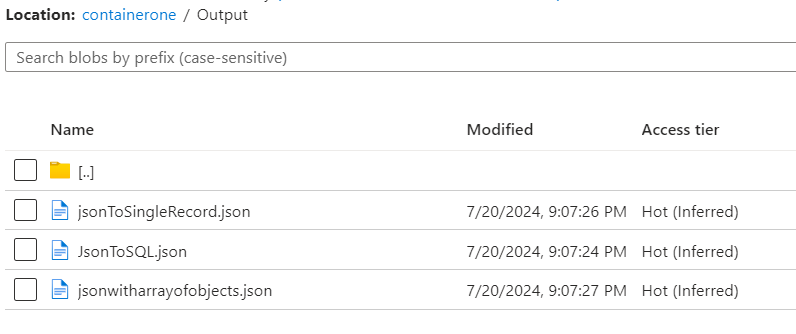 Location: containerone / Output
Search blobs by prefix (case-sensitive)
Name Modified Access tier
[..]
jsonToSingleRecord.json 7/20/2024, 9:07:26 PM Hot (Inferred)
JsonToSQL.json 7/20/2024, 9:07:24 PM Hot (Inferred)
jsonwitharrayofobjects.json 7/20/2024, 9:07:27 PM Hot (Inferred)